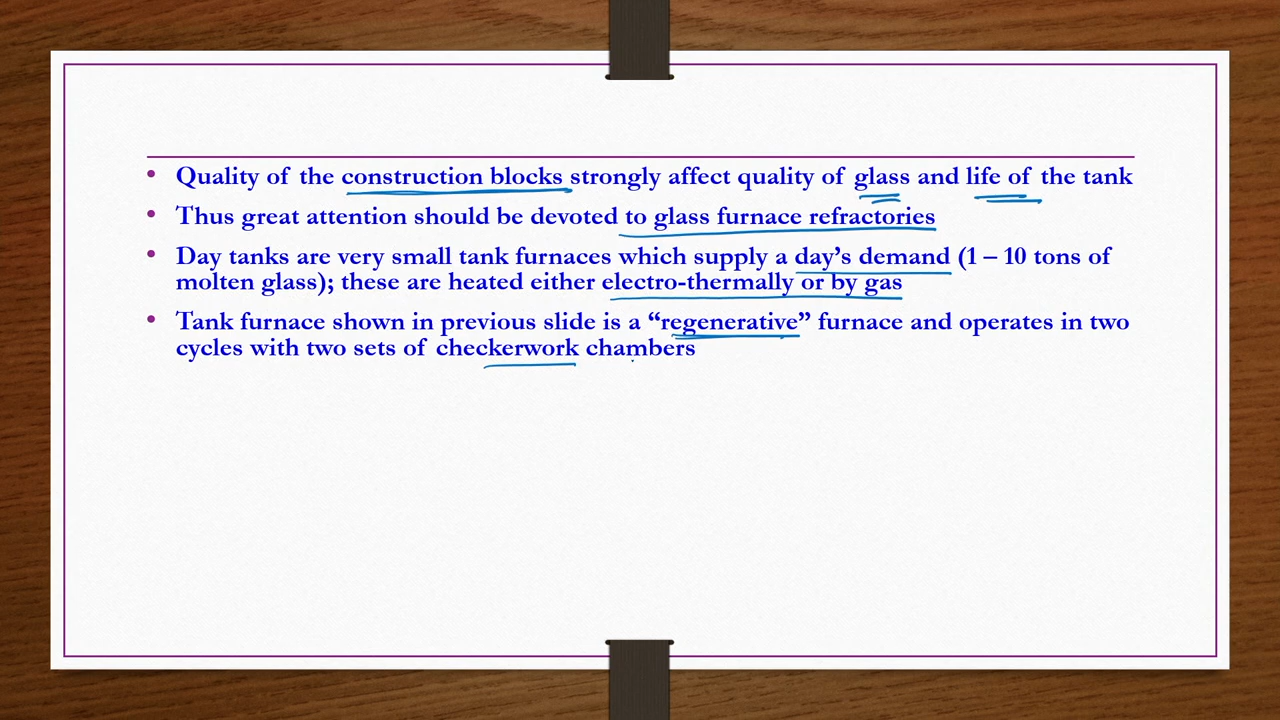 • Quality of the construction blocks strongly affect quality of glass and life of the tank
• Thus great attention should be devoted to glass furnace refractories
• Day tanks are very small tank furnaces which supply a day’s demand (1 – 10 tons of
molten glass); these are heated either electro-thermally or by gas
• Tank furnace shown in previous slide is a “regenerative” furnace and operates in two
cycles with two sets of checkerwork chambers